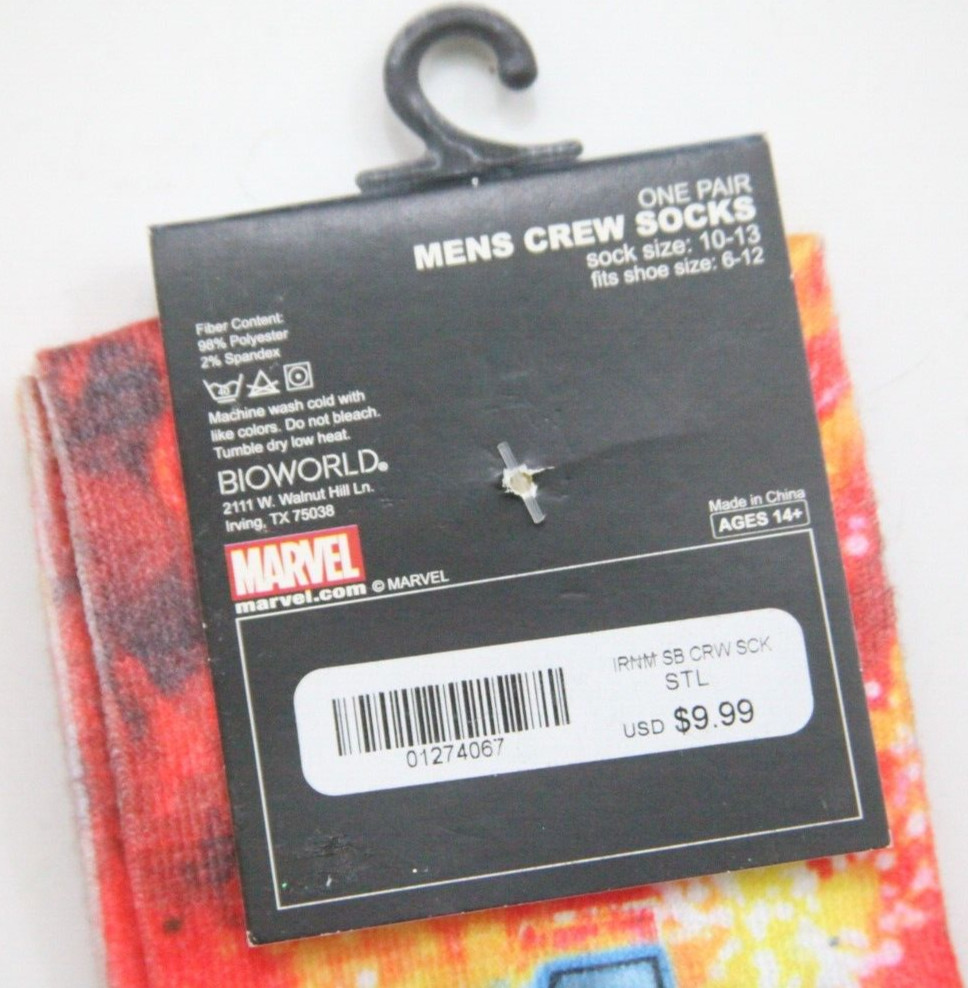 ONE PAIR
MENS CREW SOCKS
sock size: 10-13
fits shoe size: 6-12
Fiber Content:
98% Polyester
2% Spandex
40
Machine wash cold with
like colors. Do not bleach.
Tumble dry low heat.
BIOWORLD®
2111 W. Walnut Hill Ln.
Irving, TX 75038
Made in China
AGES 14+
MARVEL
marvel.com © MARVEL
IRNM SB CRW SCK
STL
USD $9.99
01274067